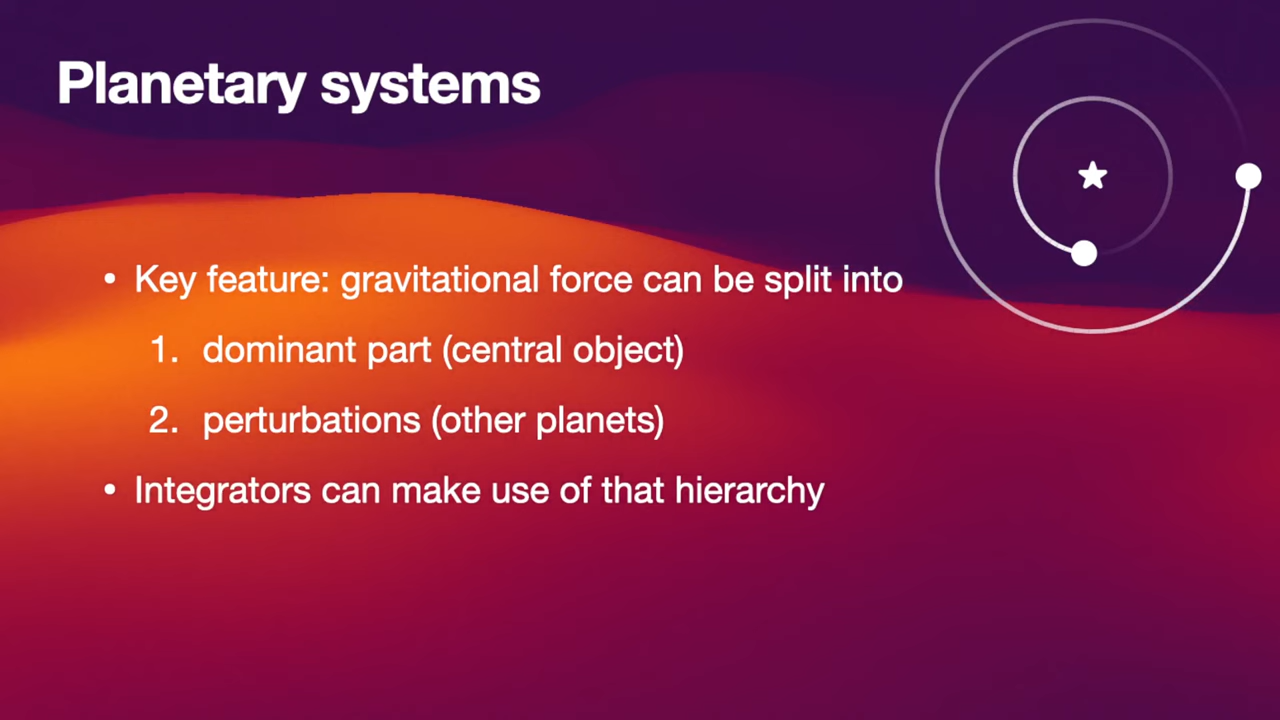 Planetary systems
• Key feature: gravitational force can be split into
1. dominant part (central object)
2. perturbations (other planets)
• Integrators can make use of that hierarchy